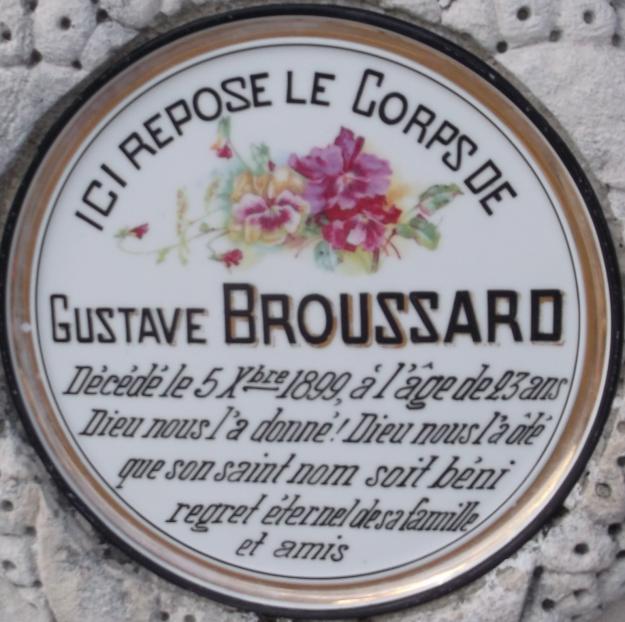 ICI REPOSE LE CORPS DE
GUSTAVE BROUSSARD
Décédé le 5 Xbre 1899, á l'âge de 23 ans
Dieu nous l'a donné! Dieu nous l'à ôté
que son saint nom soit béni
regret éternel de sa famille
et amis